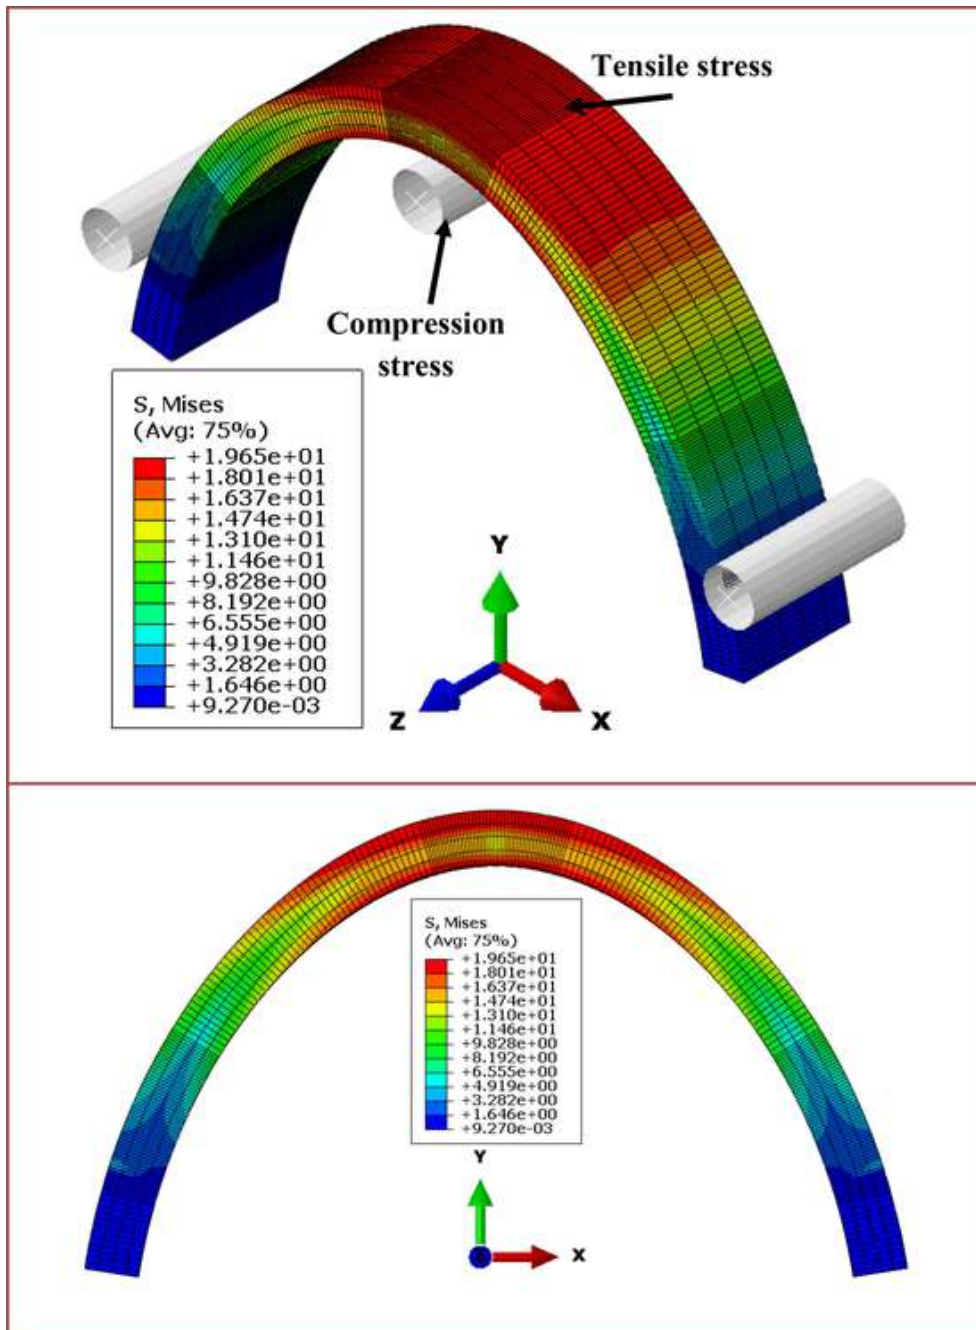 Tensile stress
Compression
stress
S, Mises
(Avg: 75%)
+1.965e+01
+1.801e+01
+1.637e+01
+1.474e+01
+1.310e+01
+1.146e+01
+9.828e+00
+8.192e+00
+6.555e+00
+4.919e+00
+3.282e+00
+1.646e+00
+9.270e-03
Y
Z
X
S, Mises
(Avg: 75%)
+1.965e+01
+1.801e+01
+1.637e+01
+1.474e+01
+1.310e+01
+1.146e+01
+9.828e+00
+8.192e+00
+6.555e+00
+4.919e+00
+3.282e+00
+1.646e+00
+9.270e-03
Y
X